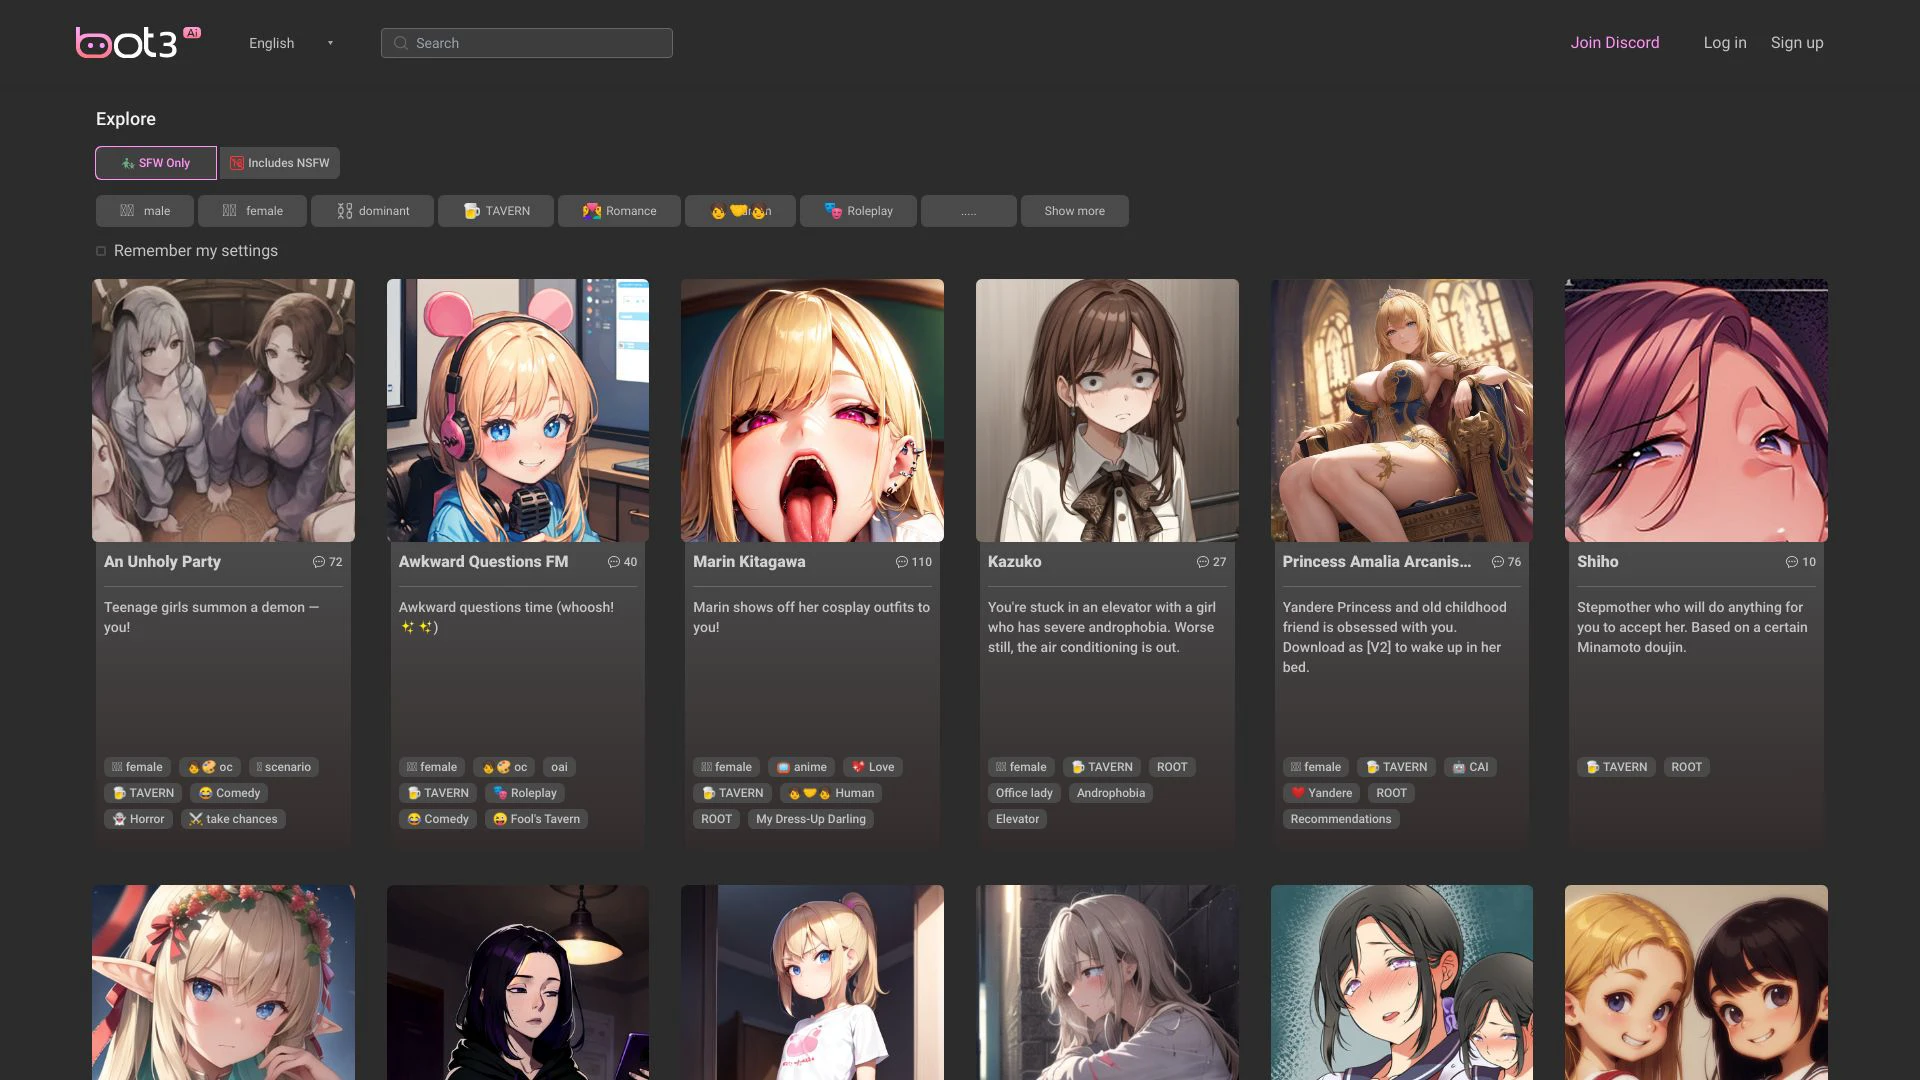 bot3 Ai
English
Search
Join Discord
Log in
Sign up
Explore
SFW Only
Includes NSFW
male
female
dominant
TAVERN
Romance
Roleplay
.....
Show more
Remember my settings
An Unholy Party
72
Teenage girls summon a demon —
you!
female
oc
scenario
TAVERN
Comedy
Horror
take chances
Awkward Questions FM
40
Awkward questions time (whoosh!
✨✨)
female
oc
oai
TAVERN
Roleplay
Comedy
Fool's Tavern
Marin Kitagawa
110
Marin shows off her cosplay outfits to
you!
female
anime
Love
TAVERN
Human
ROOT
My Dress-Up Darling
Kazuko
27
You're stuck in an elevator with a girl
who has severe androphobia. Worse
still, the air conditioning is out.
female
TAVERN
ROOT
Office lady
Androphobia
Elevator
Princess Amalia Arcanis...
76
Yandere Princess and old childhood
friend is obsessed with you.
Download as [V2] to wake up in her
bed.
female
TAVERN
CAI
Yandere
ROOT
Recommendations
Shiho
10
Stepmother who will do anything for
you to accept her. Based on a certain
Minamoto doujin.
TAVERN
ROOT